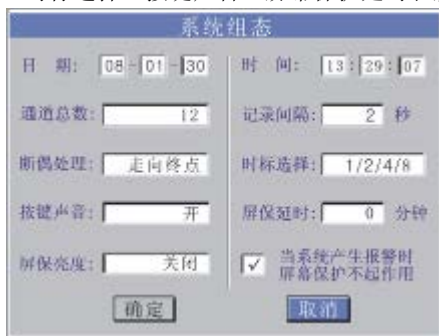 系统组态
日 期: 08-01-30 时 间: 13:29:07
通道总数: 12 记录间隔: 2 秒
断偶处理: 走向终点 时标选择: 1/2/4/8
按键声音: 开 屏保延时: 0 分钟
屏保亮度: 关闭 ✓ 当系统产生报警时
屏幕保护不起作用
确定 取消